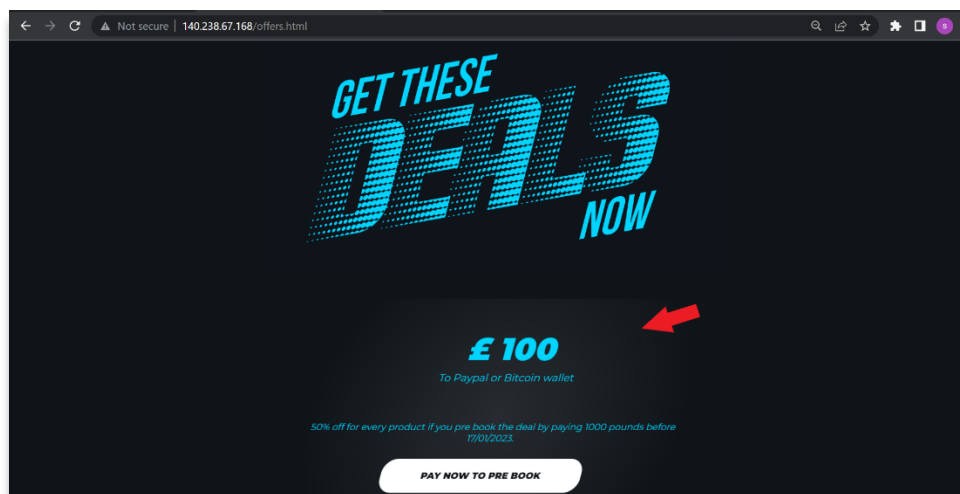 Not secure | 140.238.67.168/offers.html
s
GET THESE
DEALS
NOW
£ 100
To Paypal or Bitcoin wallet
50% off for every product if you pre book the deal by paying 1000 pounds before
17/01/2023.
PAY NOW TO PRE BOOK